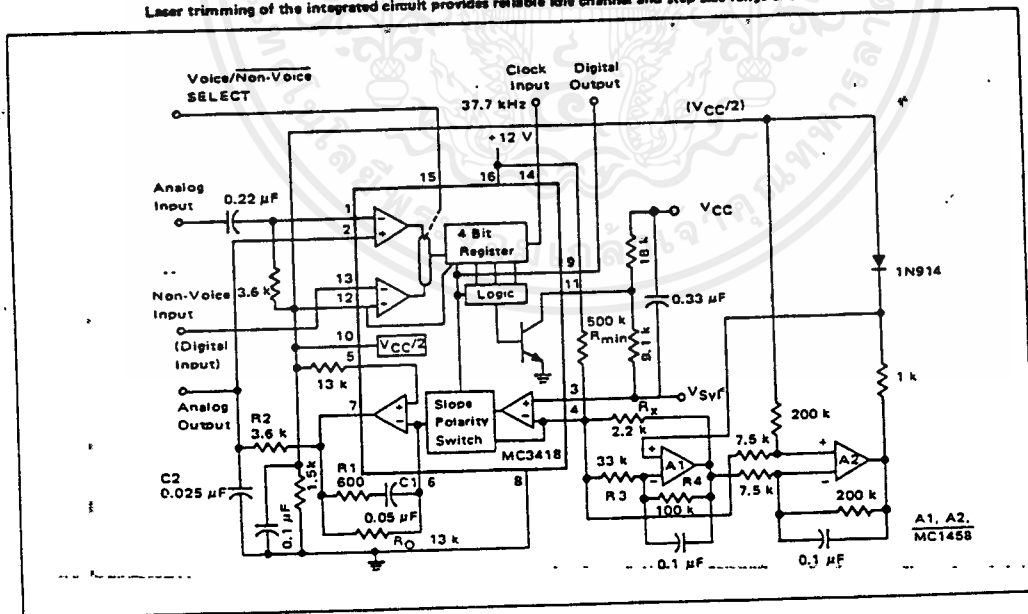 Laser trimming of the integrated circuit provides reliable idle channel and step size range
Voice/Non-Voice
SELECT
Clock
Input
37.7 kHz
Digital
Output
(VCC/2)
+12 V
15
16
14
Analog
Input
0.22 µF
1
2
4 Bit
Register
9
11
VCC
18 k
1N914
13
12
3.6 k
Logic
0.33 µF
Non-Voice
Input
(Digital
Input)
10
VCC/2
500 k
Rmin
9.1 k
5
13 k
1 k
Analog
Output
7
Slope
Polarity
Switch
3
4
VSyl
Rx
2.2 k
200 k
R2
3.6 k
MC3418
7.5 k
A2
33 k
A1
R4
7.5 k
C2
0.025 µF
1.5k
R1
600
C1
6
8
R3
100 k
200 k
0.05 µF
0.1 µF
RO
13 k
0.1 µF
0.1 µF
A1, A2,
MC1458